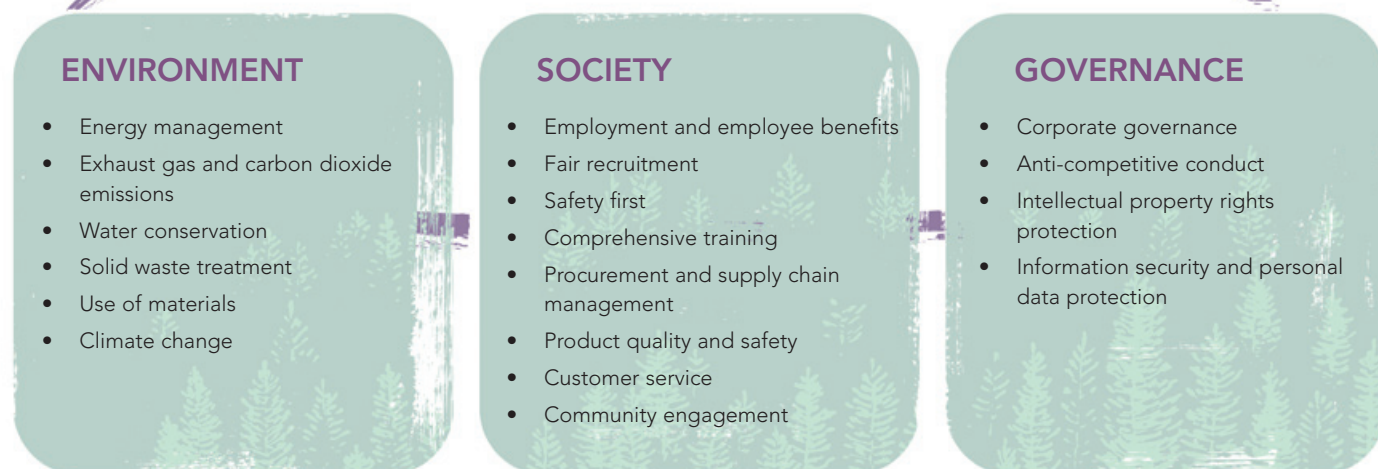 ENVIRONMENT
• Energy management
• Exhaust gas and carbon dioxide
emissions
• Water conservation
• Solid waste treatment
• Use of materials
• Climate change
SOCIETY
• Employment and employee benefits
• Fair recruitment
• Safety first
• Comprehensive training
• Procurement and supply chain
management
• Product quality and safety
• Customer service
• Community engagement
GOVERNANCE
• Corporate governance
• Anti-competitive conduct
• Intellectual property rights
protection
• Information security and personal
data protection